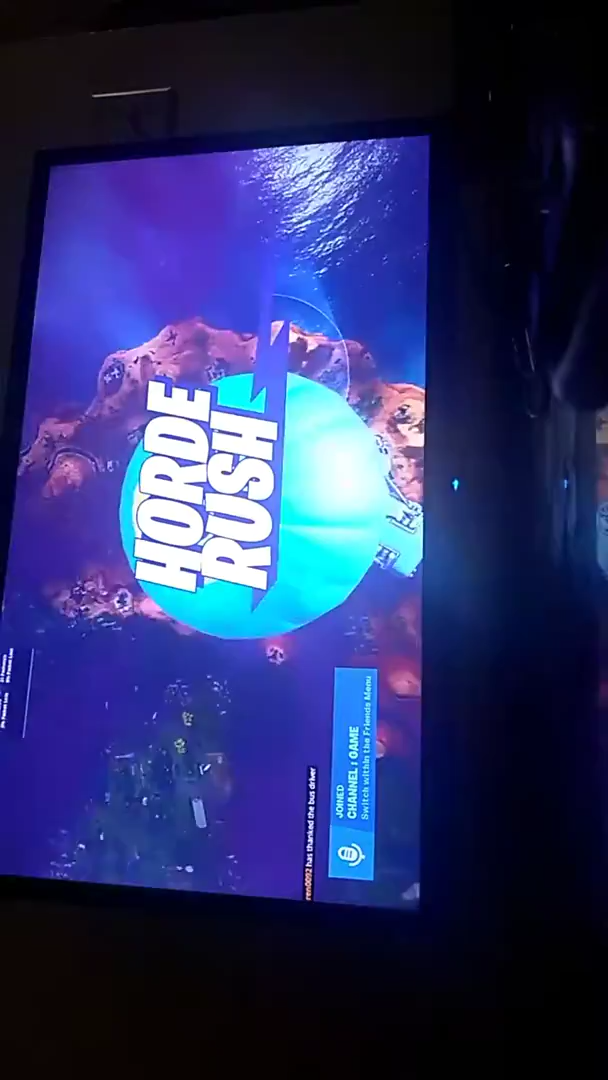 HORDE
RUSH
JOINED
CHANNEL : GAME
Switch within the Friends Menu
has thanked the bus driver